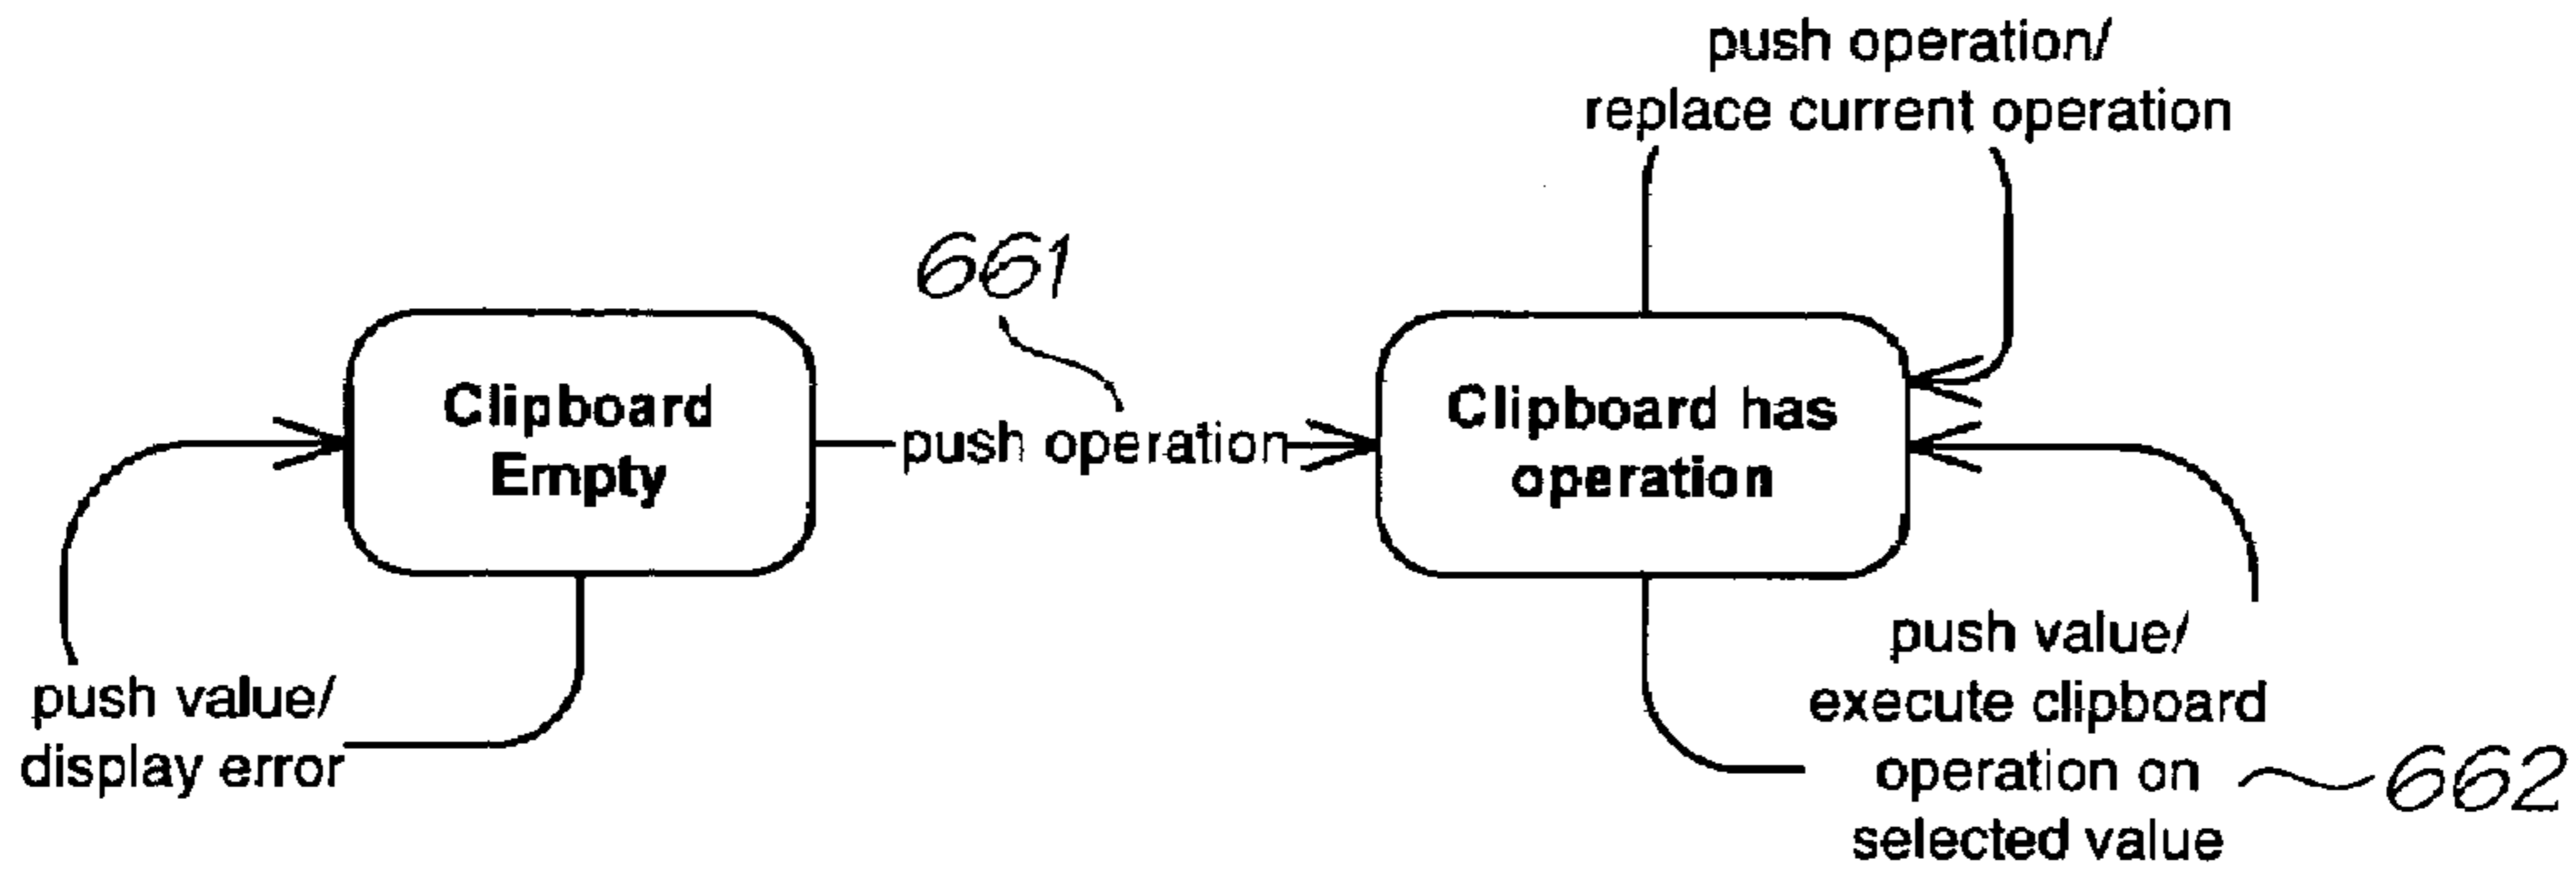 push operation/
replace current operation
661
Clipboard
Empty
push operation
Clipboard has
operation
push value/
display error
push value/
execute clipboard
operation on
selected value
662